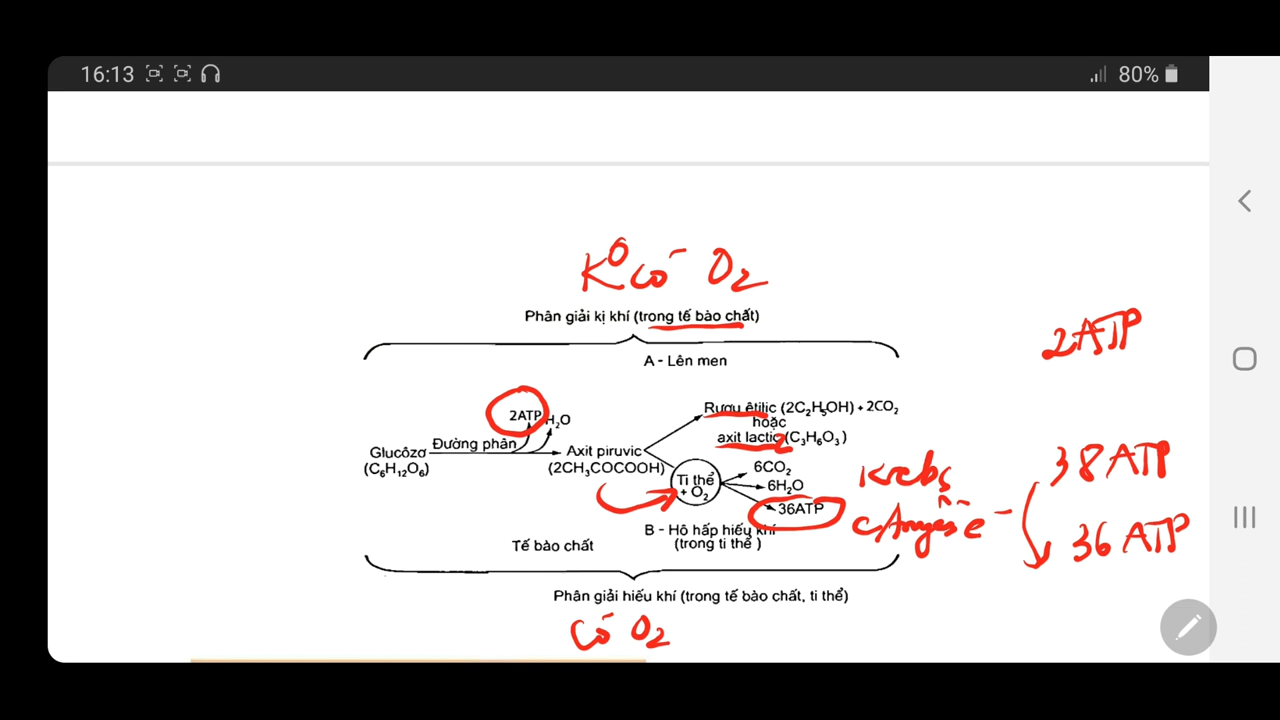 16:13 80%
K⁰ có O2
Phân giải kị khí (trong tế bào chất)
2ATP
A - Lên men
2ATP H₂O
Rượu êtilic (2C₂H₅OH) + 2CO₂
hoặc
axit lactic (C₃H₆O₃)
Glucôzơ Đường phân Axit piruvic
(C₆H₁₂O₆) (2CH₃COCOOH)
Ti thể
+ O₂
6CO₂
6H₂O
36ATP
Krebs
38 ATP
36 ATP
B - Hô hấp hiếu khí
(trong ti thể )
Tế bào chất
Phân giải hiếu khí (trong tế bào chất, ti thể)
Có O2